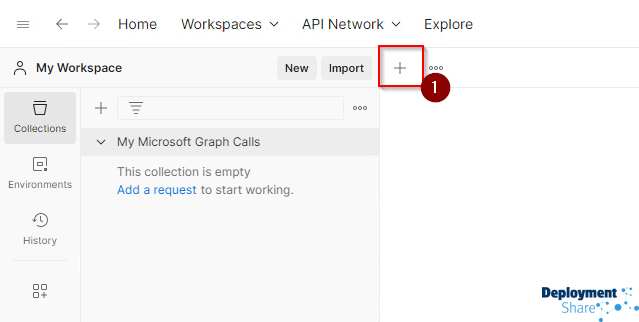 Home Workspaces API Network Explore
My Workspace New Import
1
Collections
My Microsoft Graph Calls
This collection is empty
Add a request to start working.
Environments
History
Deployment
Share